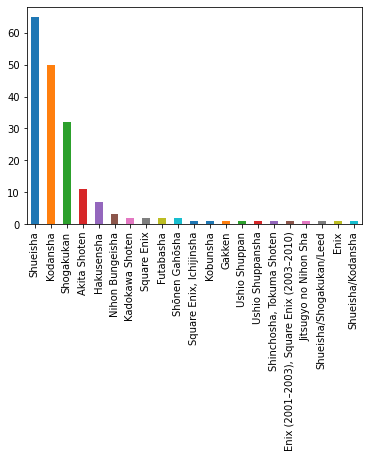 60
50
40
30
20
10
0
Shueisha
Kodansha
Shogakukan
Akita Shoten
Hakusensha
Nihon Bungeisha
Kadokawa Shoten
Square Enix
Futabasha
Shōnen Gahōsha
Square Enix, Ichijinsha
Kobunsha
Gakken
Ushio Shuppan
Ushio Shuppansha
Shinchosha, Tokuma Shoten
Enix (2001–2003), Square Enix (2003–2010)
Jitsugyo no Nihon Sha
Shueisha/Shogakukan/Leed
Enix
Shueisha/Kodansha